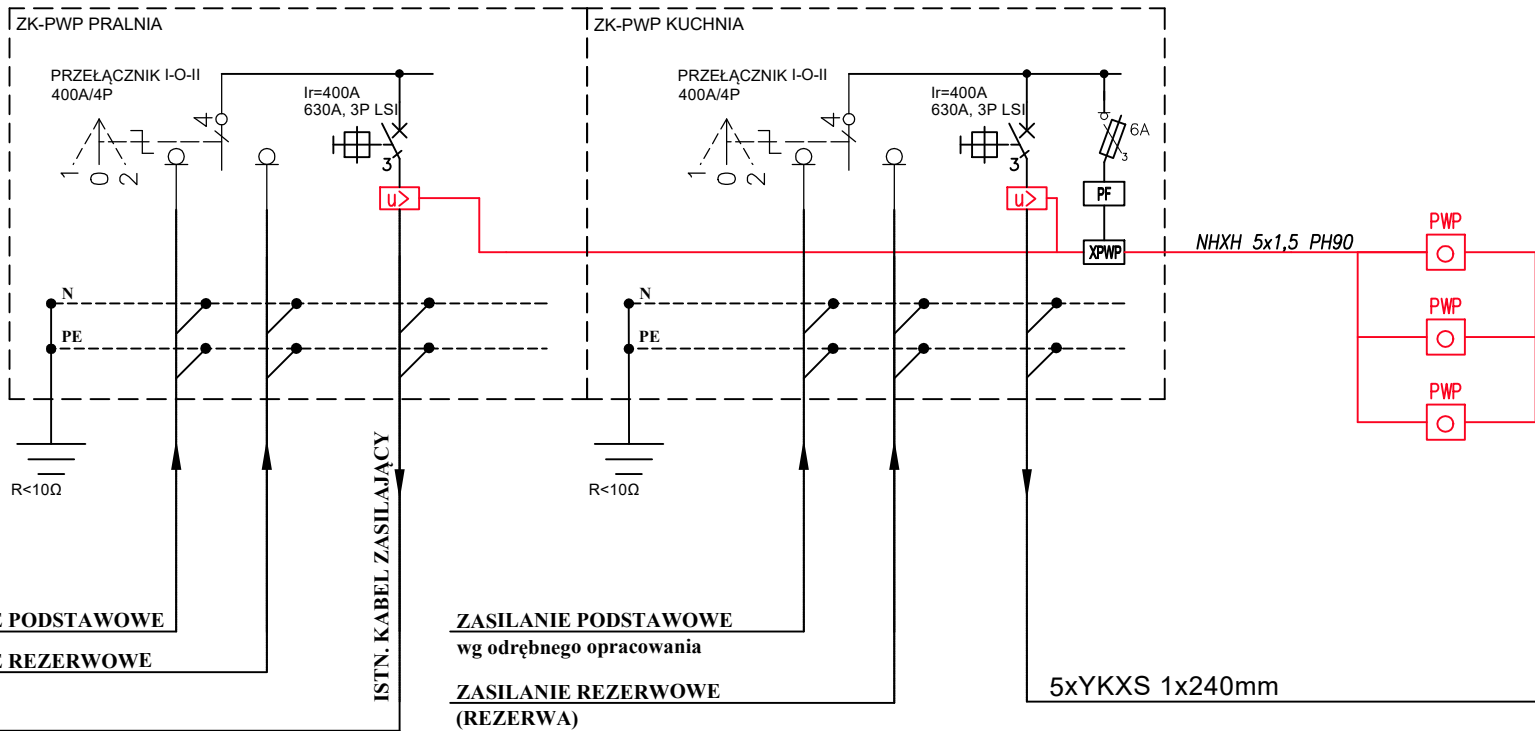 ZK-PWP PRALNIA
PRZEŁĄCZNIK I-O-II
400A/4P
1
0
2
4
Ir=400A
630A, 3P LSI
3
u>
N
PE
R<10Ω
E PODSTAWOWE
E REZERWOWE
ISTN. KABEL ZASILAJĄCY
ZK-PWP KUCHNIA
PRZEŁĄCZNIK I-O-II
400A/4P
1
0
2
4
Ir=400A
630A, 3P LSI
3
u>
6A
3
PF
XPWP
N
PE
R<10Ω
ZASILANIE PODSTAWOWE
wg odrębnego opracowania
ZASILANIE REZERWOWE
(REZERWA)
5xYKXS 1x240mm
NHXH 5x1,5 PH90
PWP
PWP
PWP